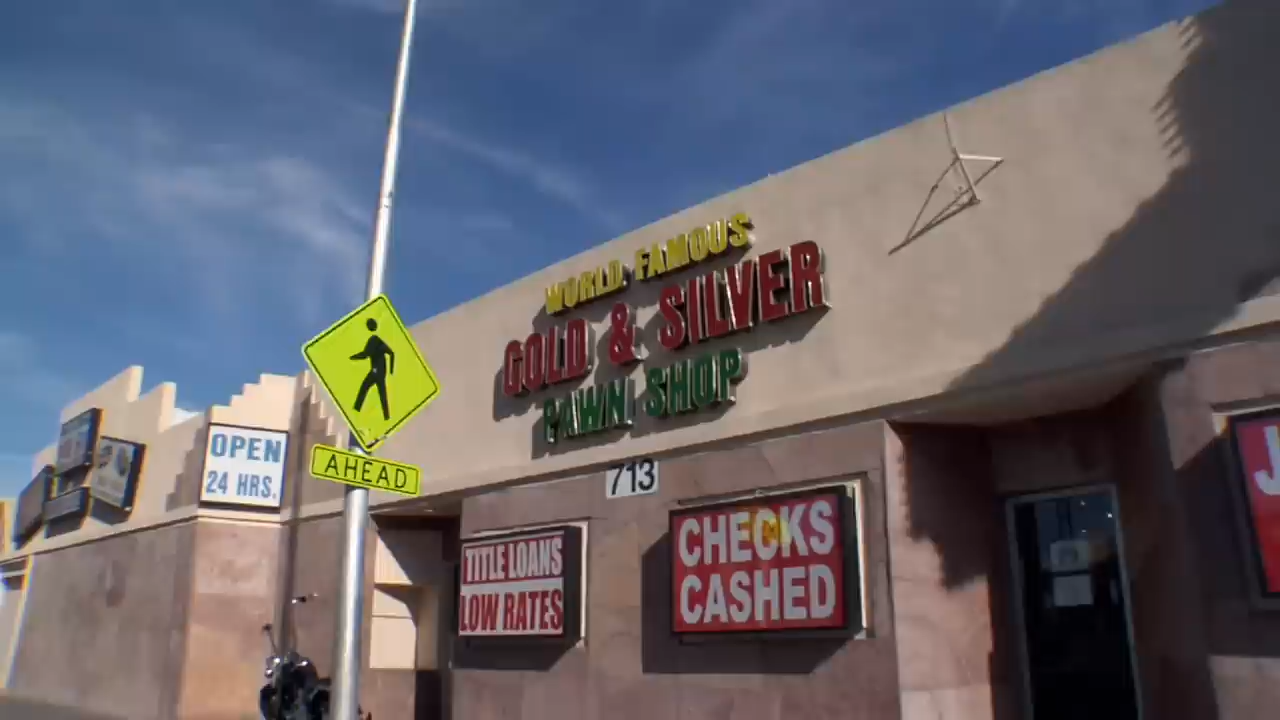 WORLD FAMOUS
GOLD & SILVER
PAWN SHOP
713
OPEN
24 HRS.
AHEAD
TITLE LOANS
LOW RATES
CHECKS
CASHED
J